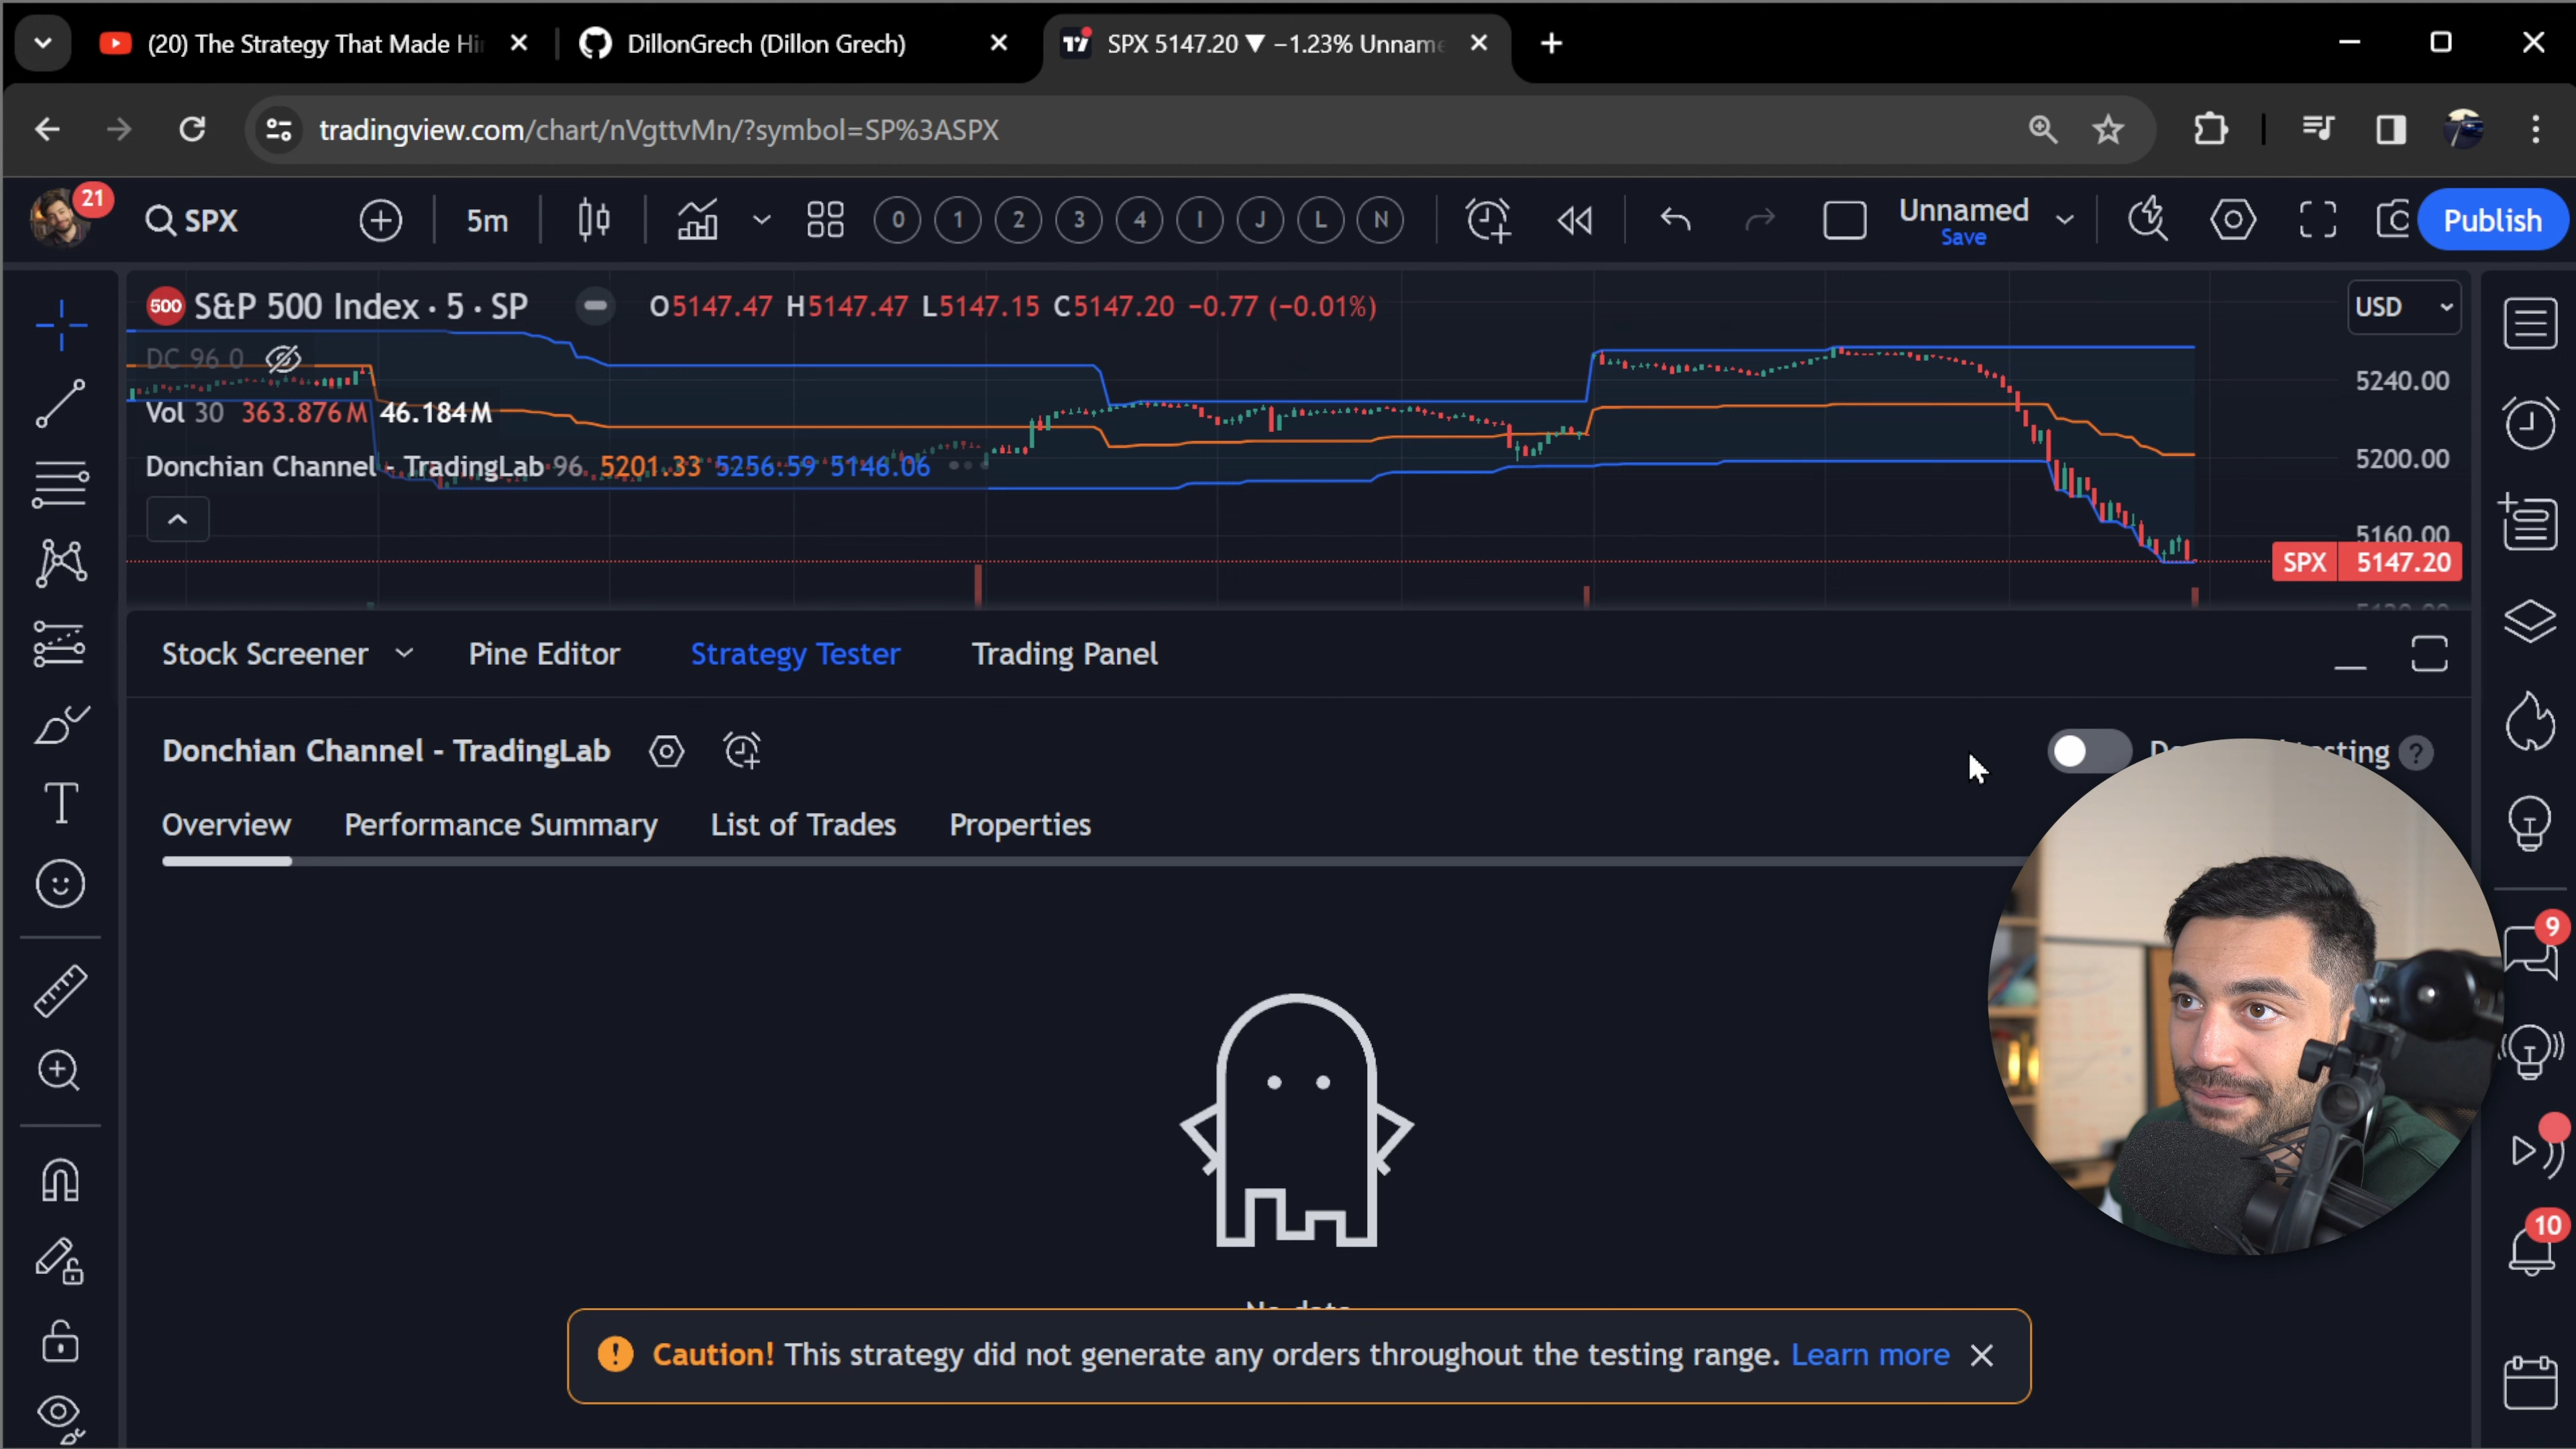 (20) The Strategy That Made Hi
DillonGrech (Dillon Grech)
SPX 5147.20 ▼ −1.23% Unname
tradingview.com/chart/nVgttvMn/?symbol=SP%3ASPX
21
SPX
5m
0
1
2
3
4
I
J
L
N
Unnamed
Save
Publish
500
S&P 500 Index · 5 · SP
O5147.47 H5147.47 L5147.15 C5147.20 −0.77 (−0.01%)
USD
DC 96 0
5240.00
Vol 30 363.876M 46.184M
5200.00
Donchian Channel - TradingLab 96 5201.33 5256.59 5146.06
5160.00
SPX 5147.20
Stock Screener
Pine Editor
Strategy Tester
Trading Panel
Donchian Channel - TradingLab
?
Overview
Performance Summary
List of Trades
Properties
9
10
No data
! Caution! This strategy did not generate any orders throughout the testing range. Learn more